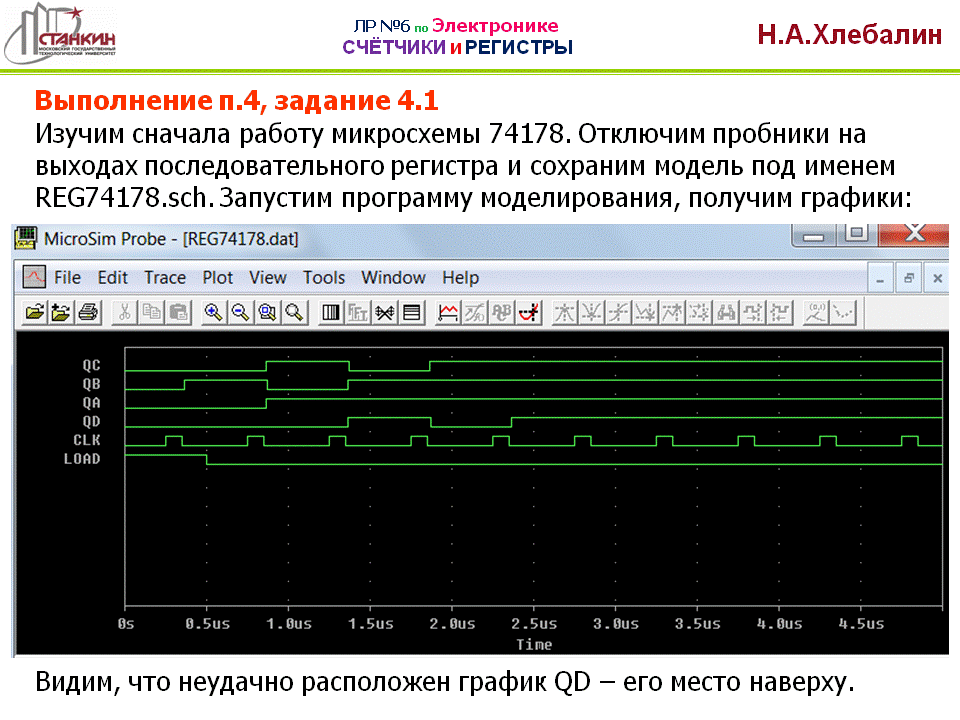 СТАНКИН
МОСКОВСКИЙ ГОСУДАРСТВЕННЫЙ
ТЕХНОЛОГИЧЕСКИЙ УНИВЕРСИТЕТ
ЛР №6 по Электронике
СЧЁТЧИКИ и РЕГИСТРЫ
Н.А.Хлебалин
Выполнение п.4, задание 4.1
Изучим сначала работу микросхемы 74178. Отключим пробники на
выходах последовательного регистра и сохраним модель под именем
REG74178.sch. Запустим программу моделирования, получим графики:
MicroSim Probe - [REG74178.dat]
File Edit Trace Plot View Tools Window Help
QC
QB
QA
QD
CLK
LOAD
0s 0.5us 1.0us 1.5us 2.0us 2.5us 3.0us 3.5us 4.0us 4.5us
Time
Видим, что неудачно расположен график QD – его место наверху.